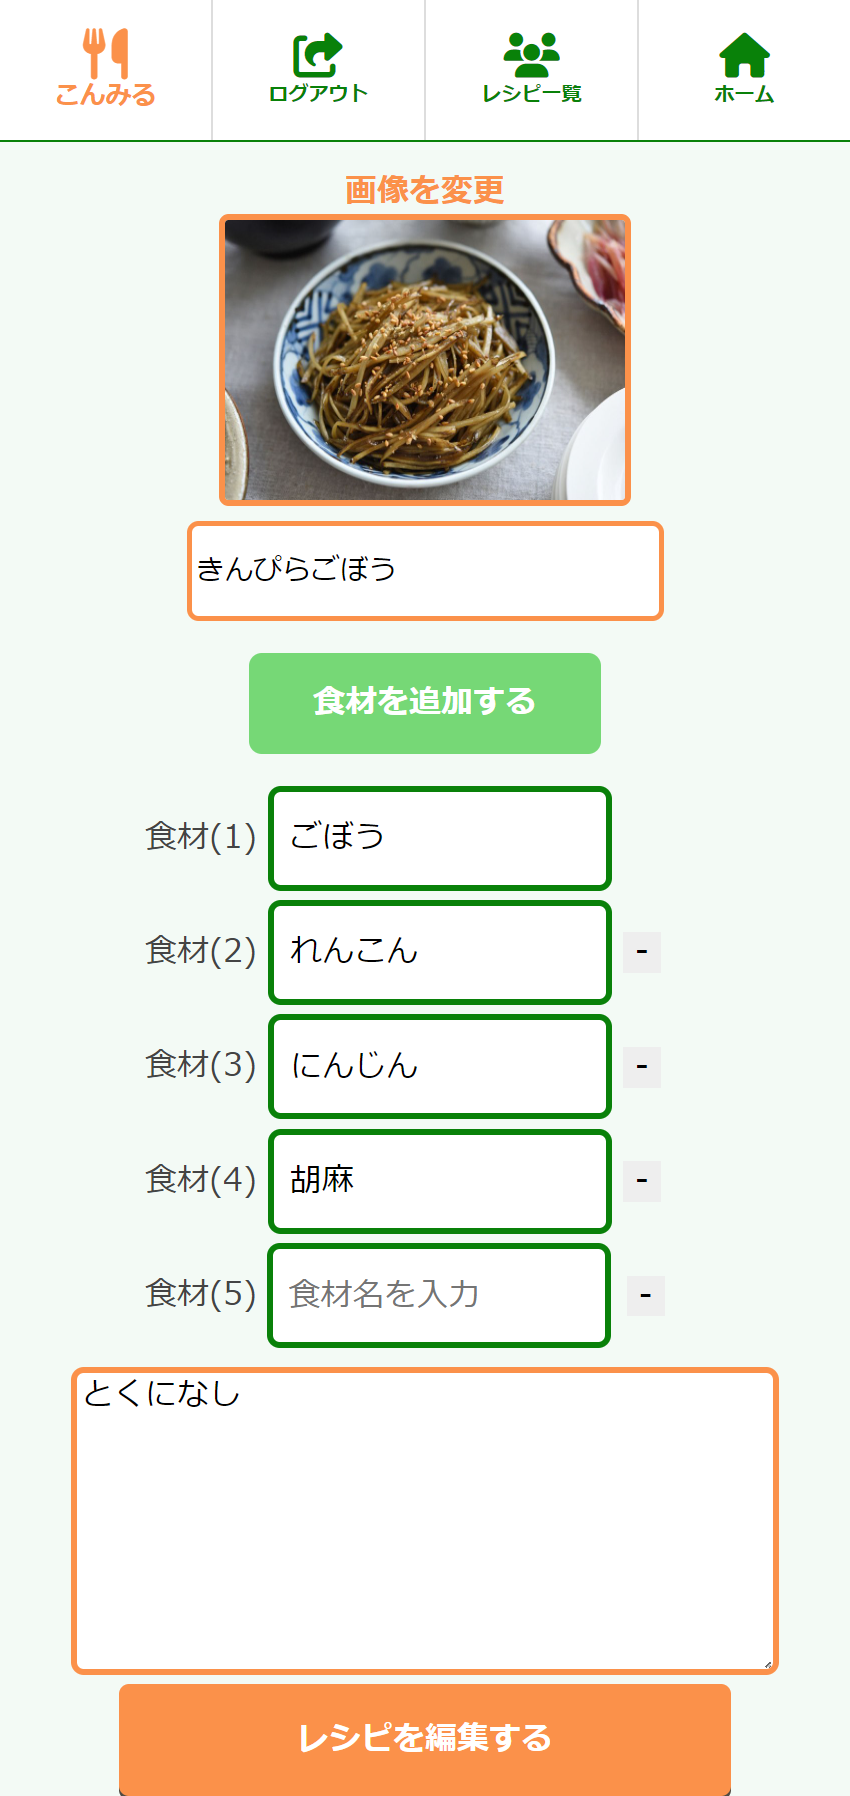 こんみる
ログアウト
レシピ一覧
ホーム
画像を変更
きんぴらごぼう
食材を追加する
食材(1) ごぼう
食材(2) れんこん -
食材(3) にんじん -
食材(4) 胡麻 -
食材(5) 食材名を入力 -
とくになし
レシピを編集する